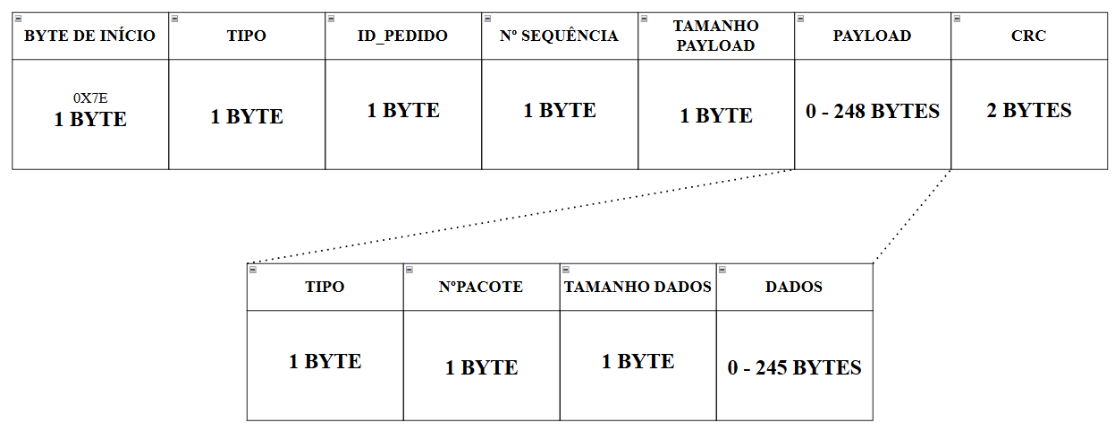 BYTE DE INÍCIO
TIPO
ID_PEDIDO
Nº SEQUÊNCIA
TAMANHO
PAYLOAD
PAYLOAD
CRC
0X7E
1 BYTE
1 BYTE
1 BYTE
1 BYTE
1 BYTE
0 - 248 BYTES
2 BYTES
TIPO
NºPACOTE
TAMANHO DADOS
DADOS
1 BYTE
1 BYTE
1 BYTE
0 - 245 BYTES